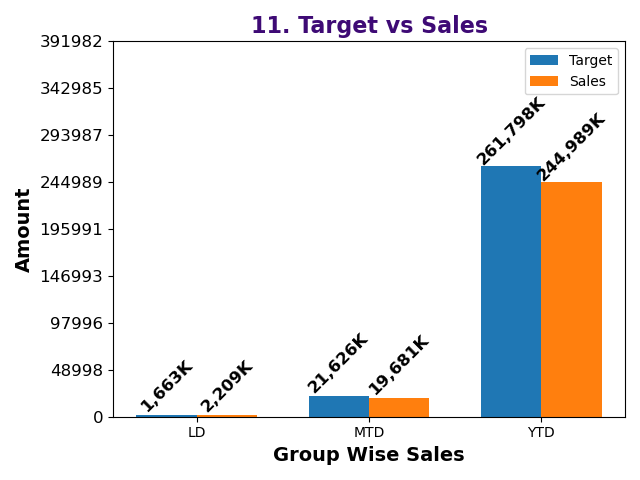 11. Target vs Sales
Target
Sales
391982
342985
293987
244989
195991
146993
97996
48998
0
Amount
1,663K
2,209K
21,626K
19,681K
261,798K
244,989K
LD
MTD
YTD
Group Wise Sales